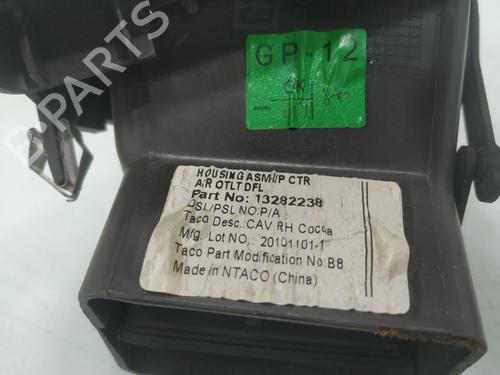 GP-12
OK
HOUSING ASM-I/P CTR
A/R OTLT DFL
Part No: 13282238
DSL/PSL NO:P/A
Taco Desc.:CAV RH Cocoa
Mfg. Lot NO.: 20101101-1
Taco Part Modification No:B8
Made in NTACO (China)